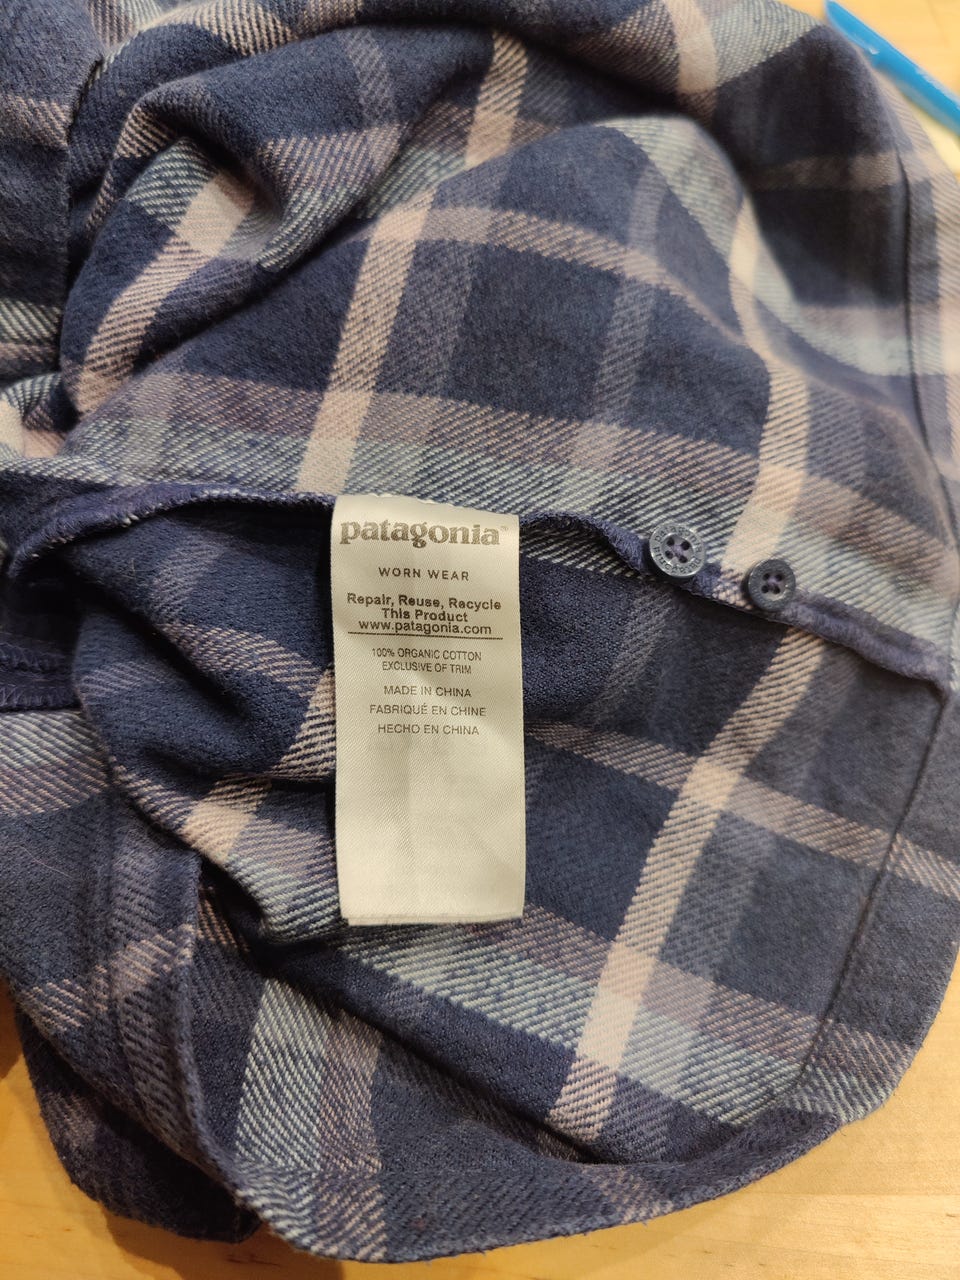 patagonia®
WORN WEAR
Repair, Reuse, Recycle
This Product
www.patagonia.com
100% ORGANIC COTTON
EXCLUSIVE OF TRIM
MADE IN CHINA
FABRIQUÉ EN CHINE
HECHO EN CHINA